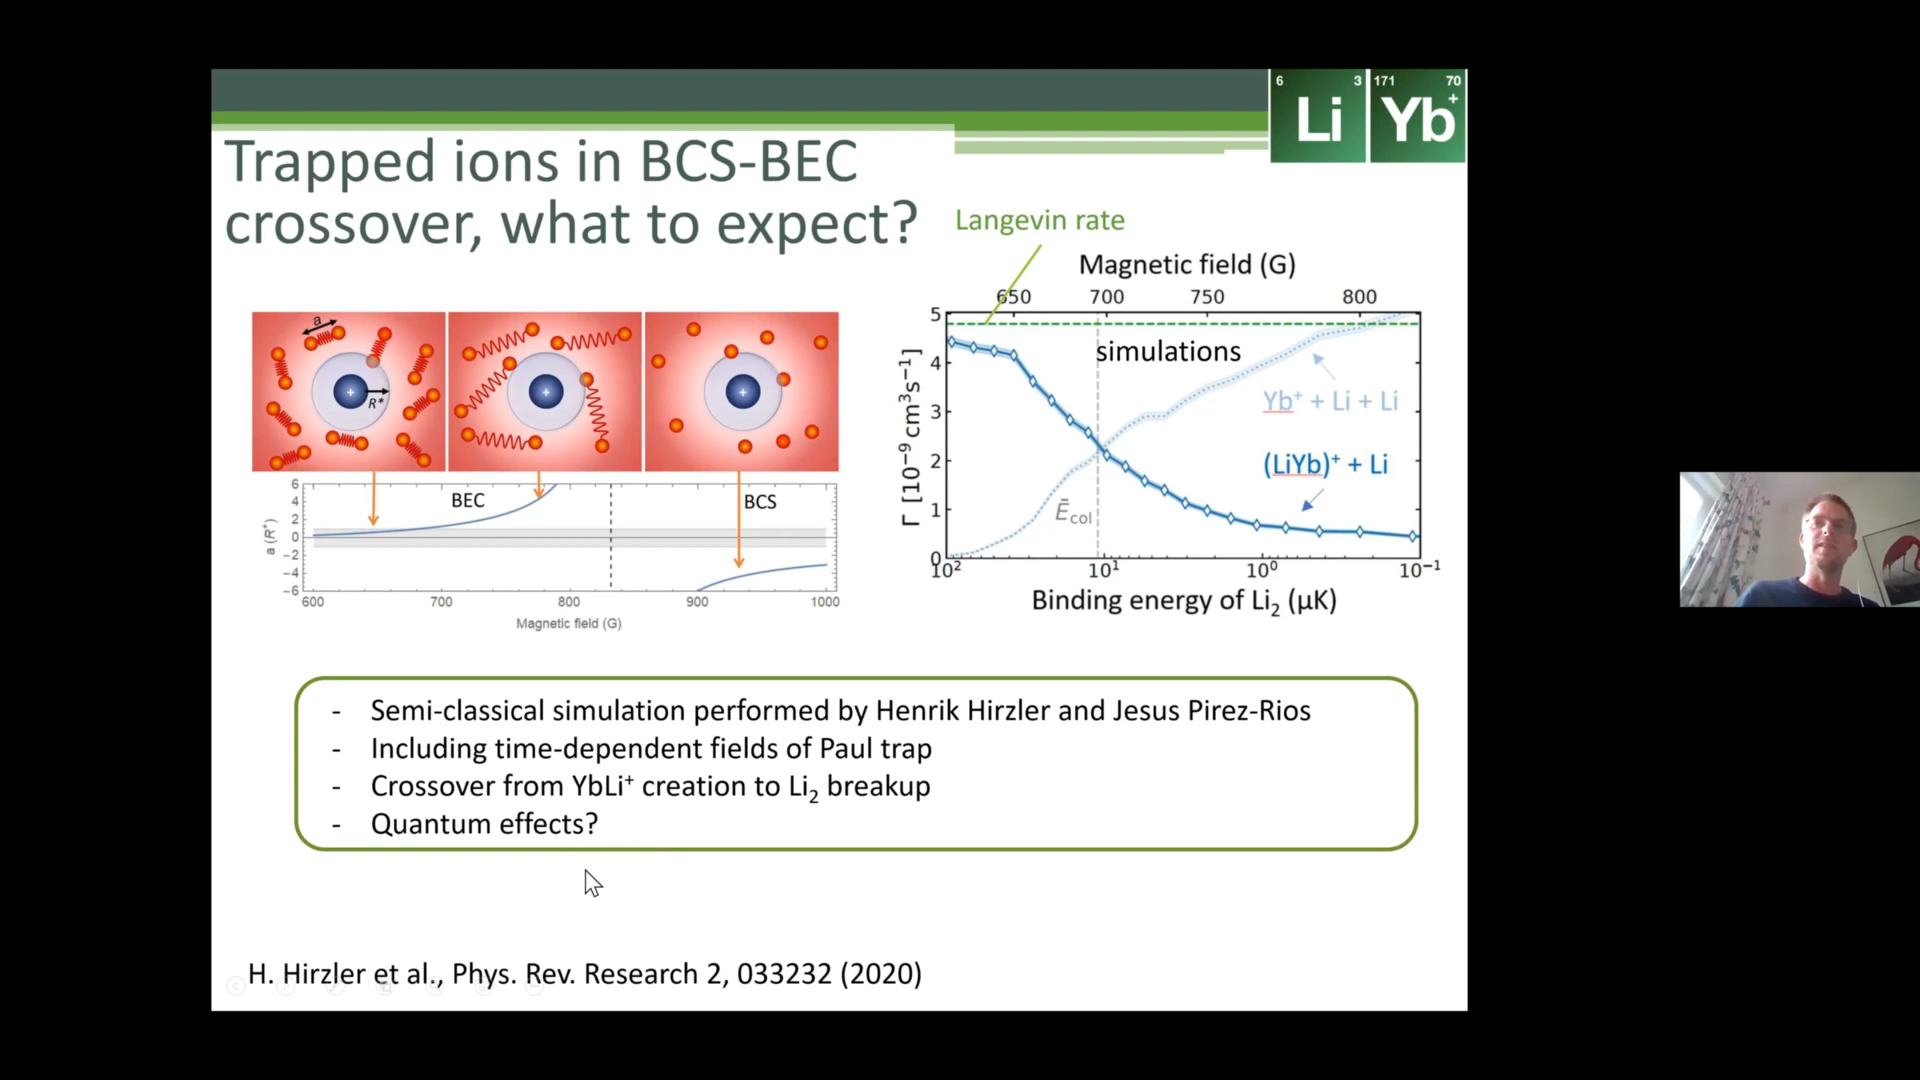 6 3 171 70
Li Yb+
Trapped ions in BCS-BEC
crossover, what to expect?
Langevin rate
Magnetic field (G)
650 700 750 800
a
R*
+ + +
BEC
BCS
6
4
2
0
−2
−4
−6
a (R*)
600 700 800 900 1000
Magnetic field (G)
5
4
3
2
1
0
Γ [10⁻⁹ cm³s⁻¹]
simulations
Yb⁺ + Li + Li
(LiYb)⁺ + Li
Ēcol
10² 10¹ 10⁰ 10⁻¹
Binding energy of Li₂ (μK)
- Semi-classical simulation performed by Henrik Hirzler and Jesus Pirez-Rios
- Including time-dependent fields of Paul trap
- Crossover from YbLi⁺ creation to Li₂ breakup
- Quantum effects?
H. Hirzler et al., Phys. Rev. Research 2, 033232 (2020)